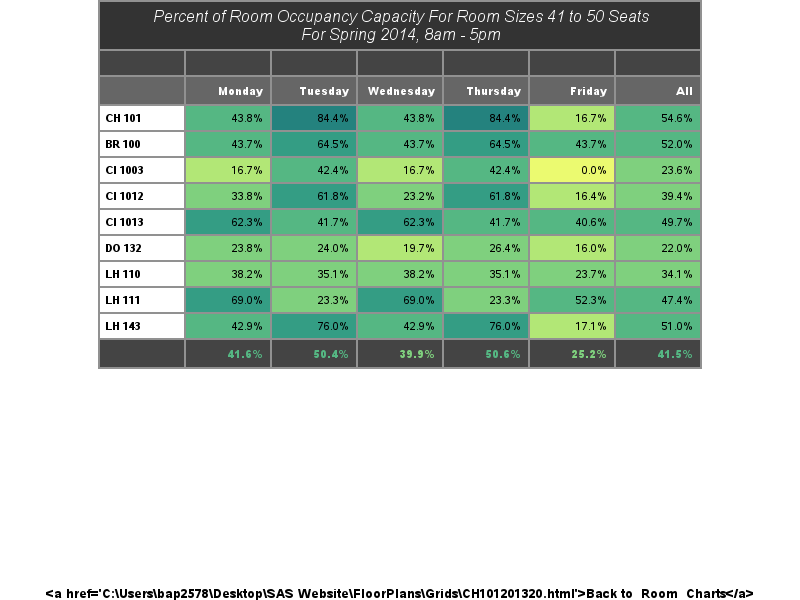 Percent of Room Occupancy Capacity For Room Sizes 41 to 50 Seats
For Spring 2014, 8am - 5pm
Monday Tuesday Wednesday Thursday Friday All
CH 101 43.8% 84.4% 43.8% 84.4% 16.7% 54.6%
BR 100 43.7% 64.5% 43.7% 64.5% 43.7% 52.0%
CI 1003 16.7% 42.4% 16.7% 42.4% 0.0% 23.6%
CI 1012 33.8% 61.8% 23.2% 61.8% 16.4% 39.4%
CI 1013 62.3% 41.7% 62.3% 41.7% 40.6% 49.7%
DO 132 23.8% 24.0% 19.7% 26.4% 16.0% 22.0%
LH 110 38.2% 35.1% 38.2% 35.1% 23.7% 34.1%
LH 111 69.0% 23.3% 69.0% 23.3% 52.3% 47.4%
LH 143 42.9% 76.0% 42.9% 76.0% 17.1% 51.0%
41.6% 50.4% 39.9% 50.6% 25.2% 41.5%
<a href='C:\Users\bap2578\Desktop\SAS Website\FloorPlans\Grids\CH101201320.html'>Back to Room Charts</a>